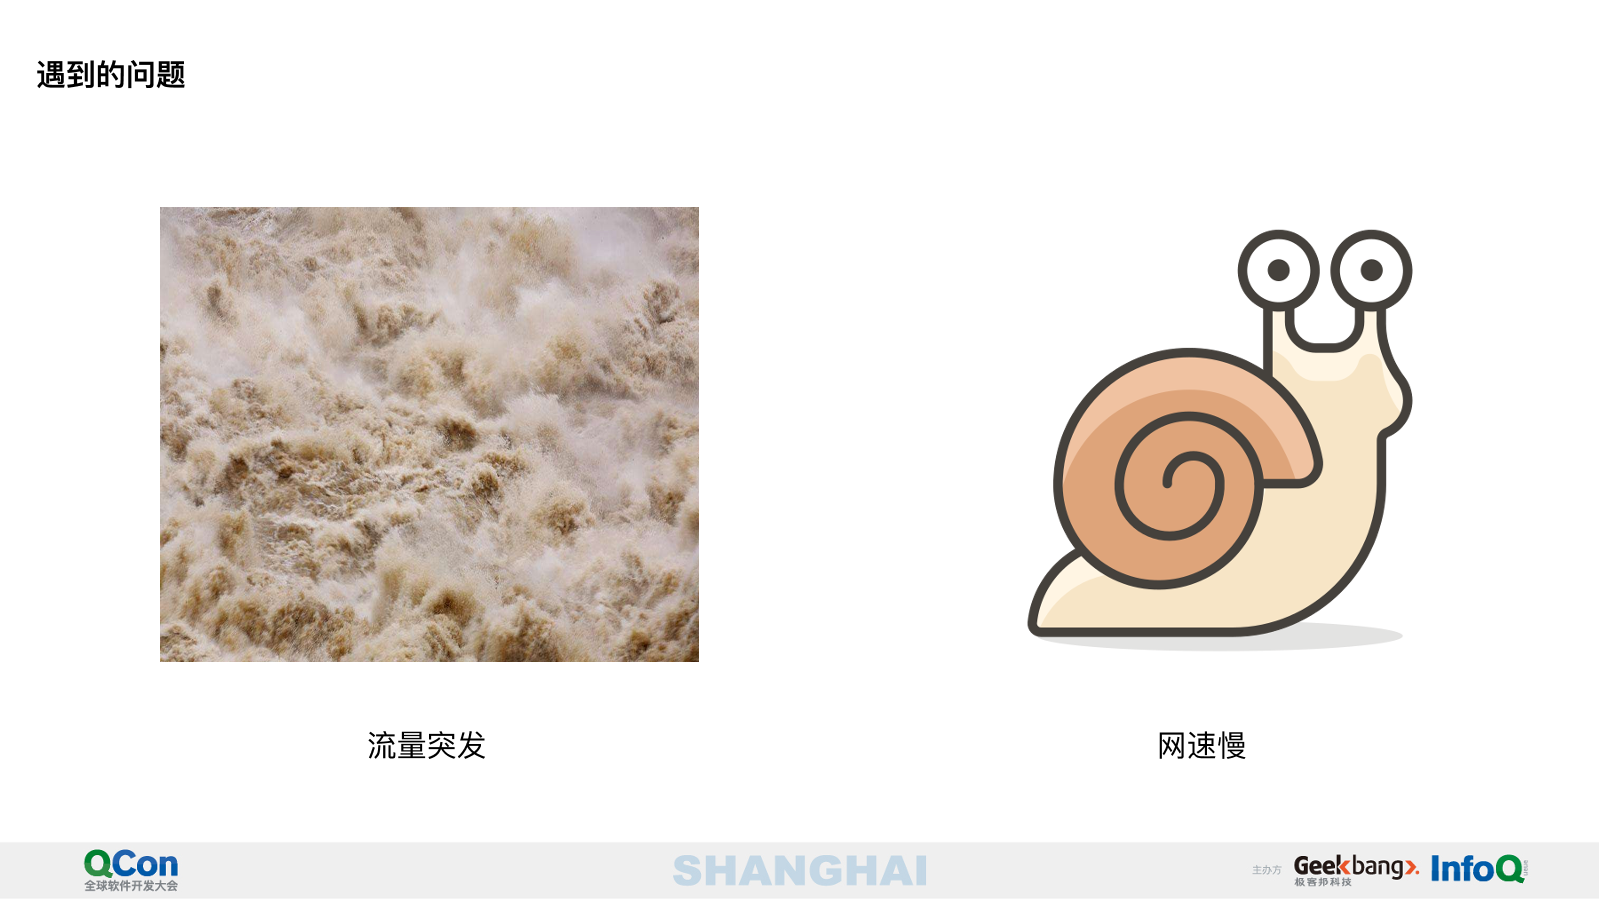 遇到的问题
流量突发
网速慢
QCon
全球软件开发大会
SHANGHAI
主办方
Geekbang
极客邦科技
InfoQ